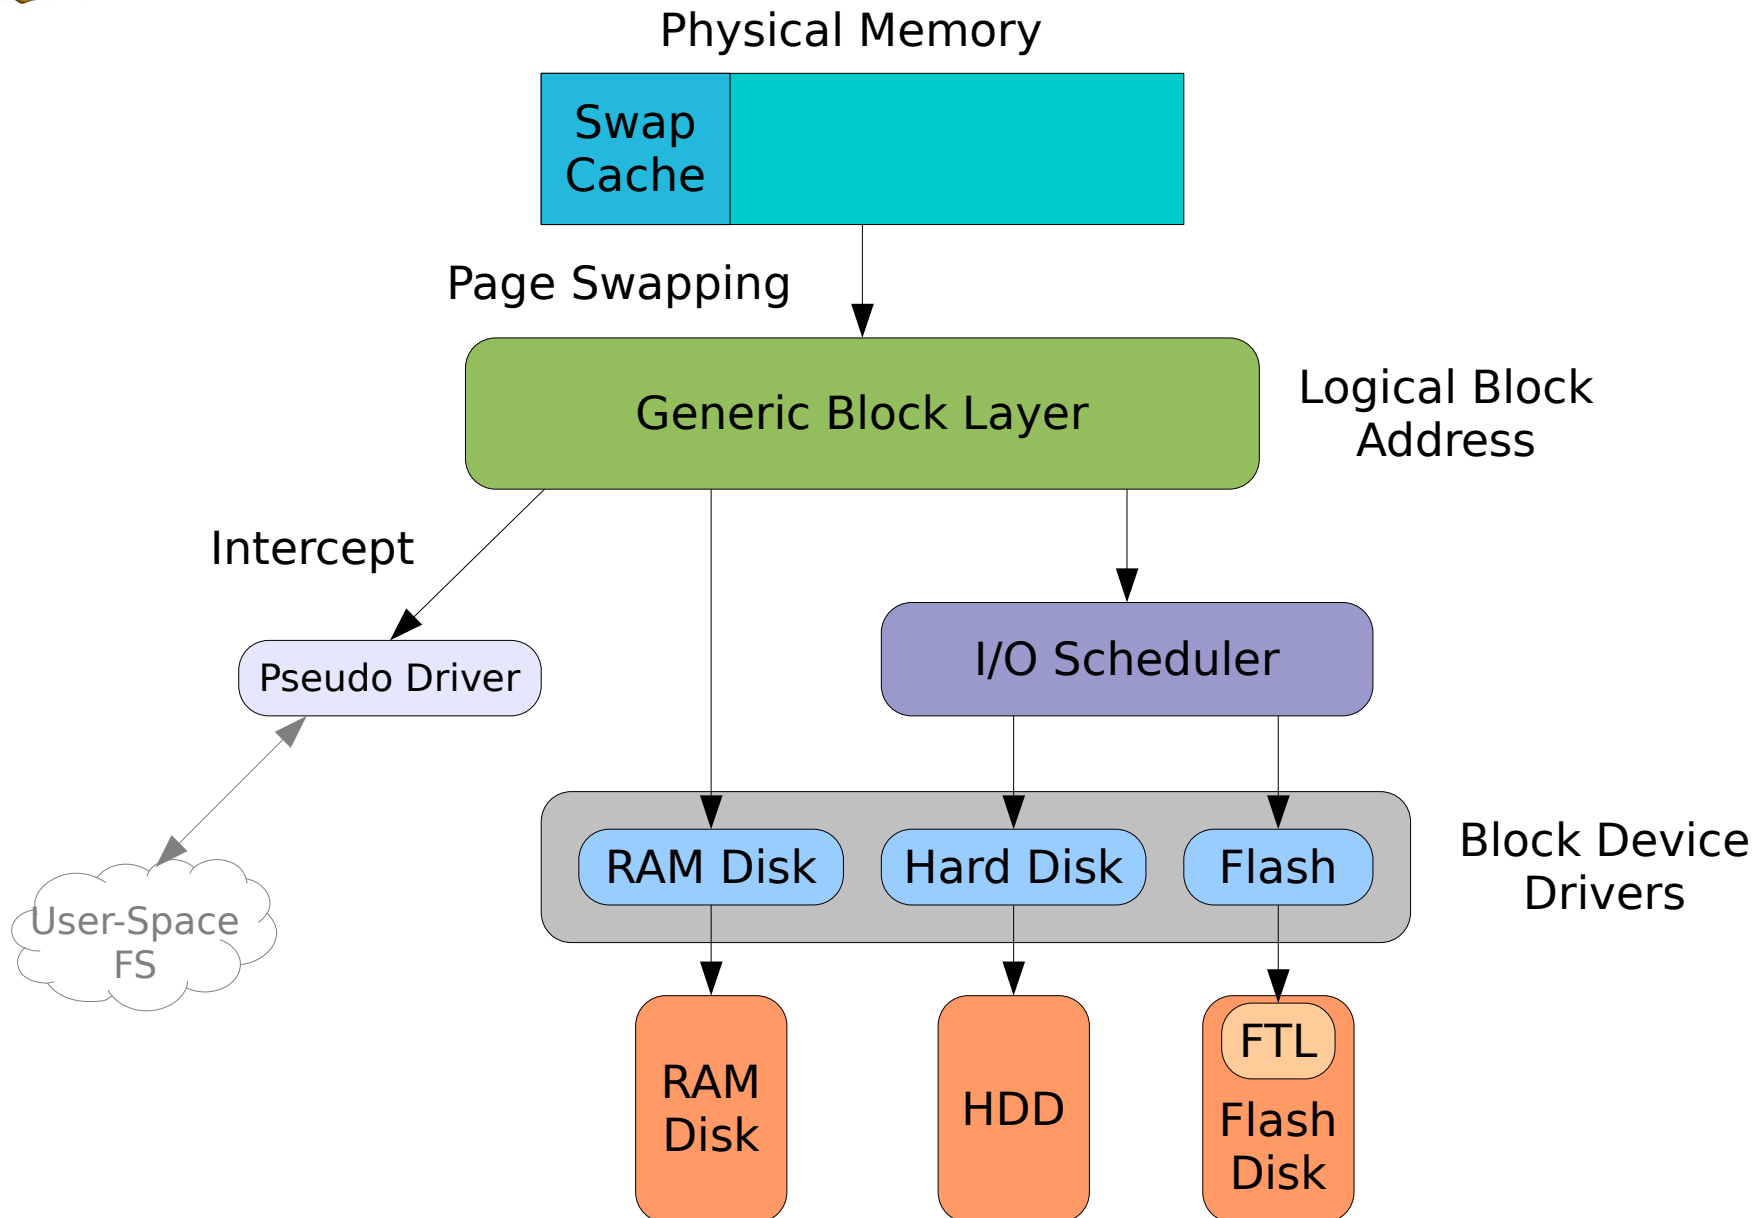 Physical Memory
Swap
Cache
Page Swapping
Generic Block Layer
Logical Block
Address
Intercept
Pseudo Driver
I/O Scheduler
RAM Disk
Hard Disk
Flash
Block Device
Drivers
User-Space
FS
RAM
Disk
HDD
FTL
Flash
Disk